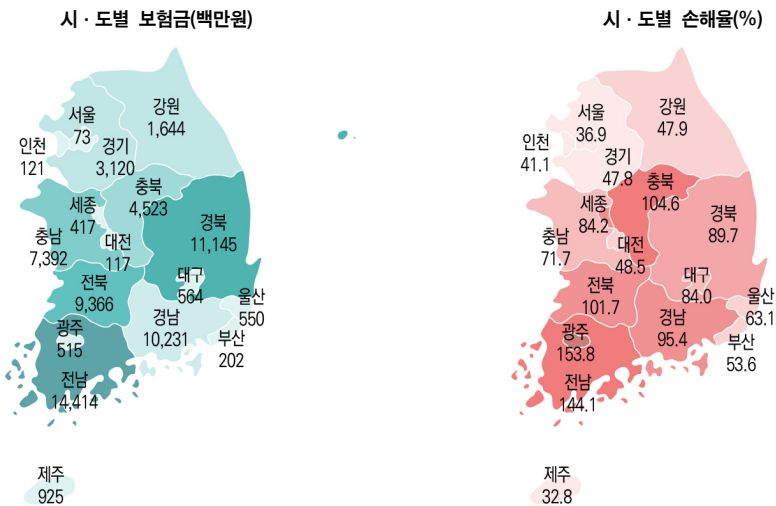 시 · 도별 보험금(백만원)
서울
73
강원
1,644
인천
121
경기
3,120
충북
4,523
세종
417
경북
11,145
충남
7,392
대전
117
대구
564
전북
9,366
울산
550
경남
10,231
광주
515
부산
202
전남
14,414
제주
925
시 · 도별 손해율(%)
서울
36.9
강원
47.9
인천
41.1
경기
47.8
충북
104.6
세종
84.2
경북
89.7
충남
71.7
대전
48.5
대구
84.0
전북
101.7
울산
63.1
경남
95.4
광주
153.8
부산
53.6
전남
144.1
제주
32.8